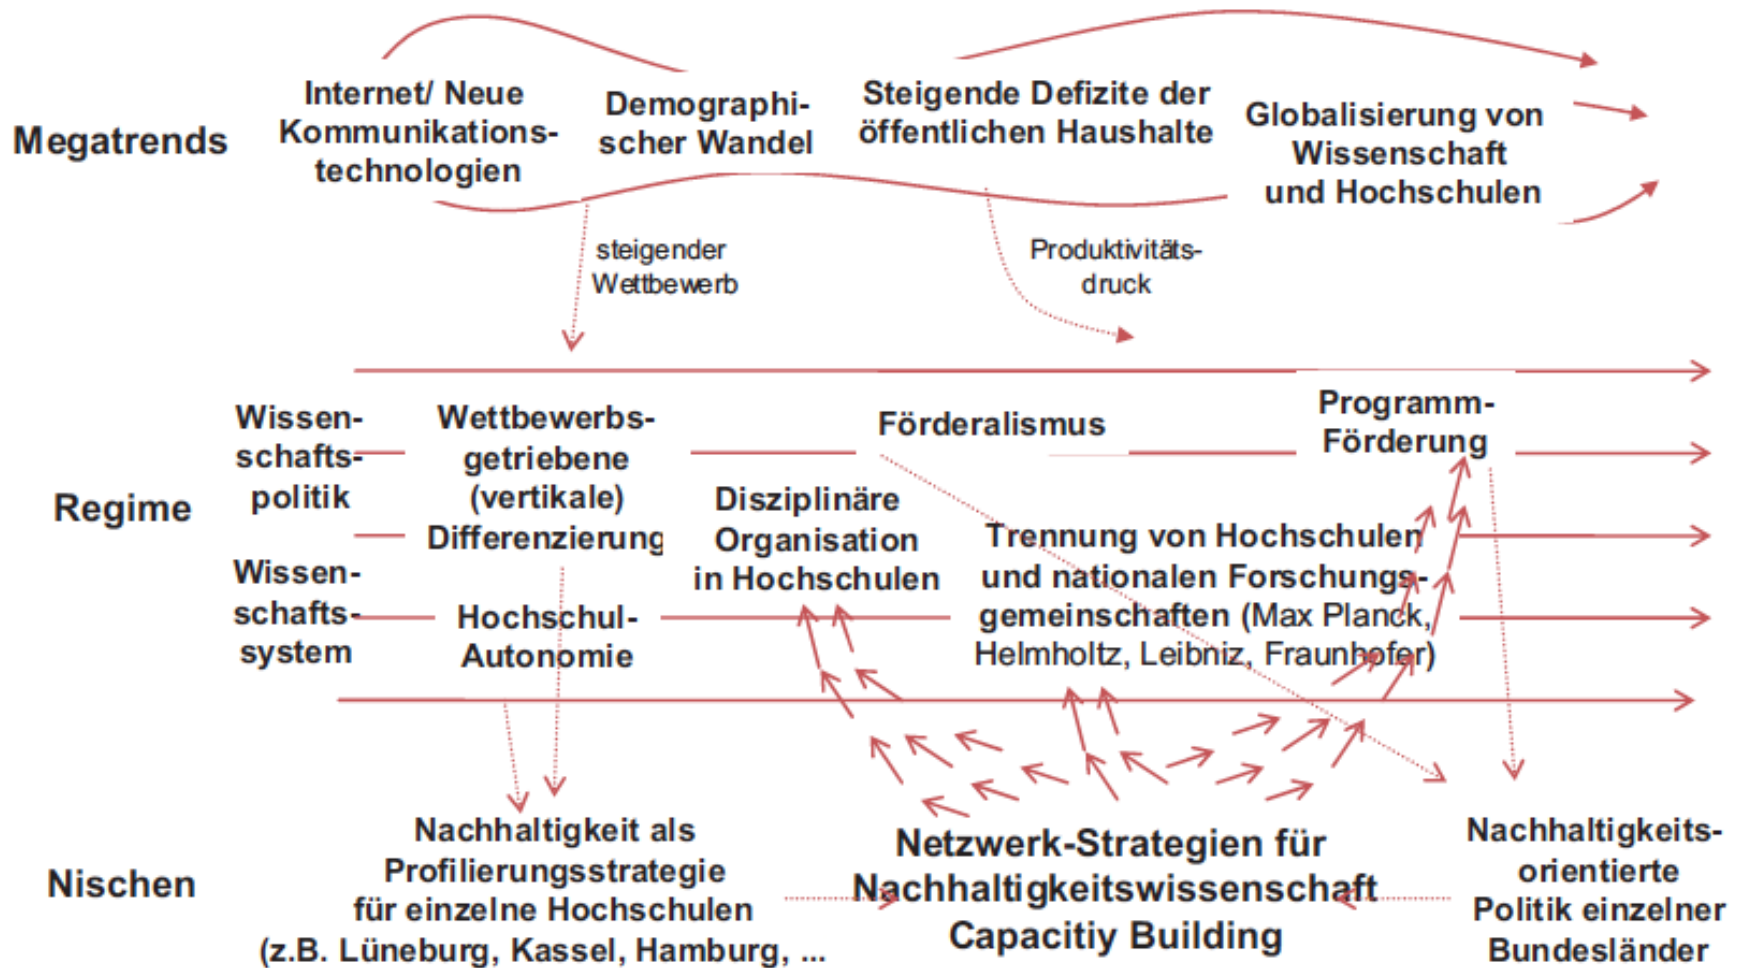 Megatrends
Internet/ Neue
Kommunikations-
technologien
Demographi-
scher Wandel
Steigende Defizite der
öffentlichen Haushalte
Globalisierung von
Wissenschaft
und Hochschulen
steigender
Wettbewerb
Produktivitäts-
druck
Regime
Wissen-
schafts-
politik
Wissen-
schafts-
system
Wettbewerbs-
getriebene
(vertikale)
Differenzierung
Hochschul-
Autonomie
Disziplinäre
Organisation
in Hochschulen
Förderalismus
Trennung von Hochschulen
und nationalen Forschungs-
gemeinschaften (Max Planck,
Helmholtz, Leibniz, Fraunhofer)
Programm-
Förderung
Nischen
Nachhaltigkeit als
Profilierungsstrategie
für einzelne Hochschulen
(z.B. Lüneburg, Kassel, Hamburg, ...
Netzwerk-Strategien für
Nachhaltigkeitswissenschaft
Capacitiy Building
Nachhaltigkeits-
orientierte
Politik einzelner
Bundesländer